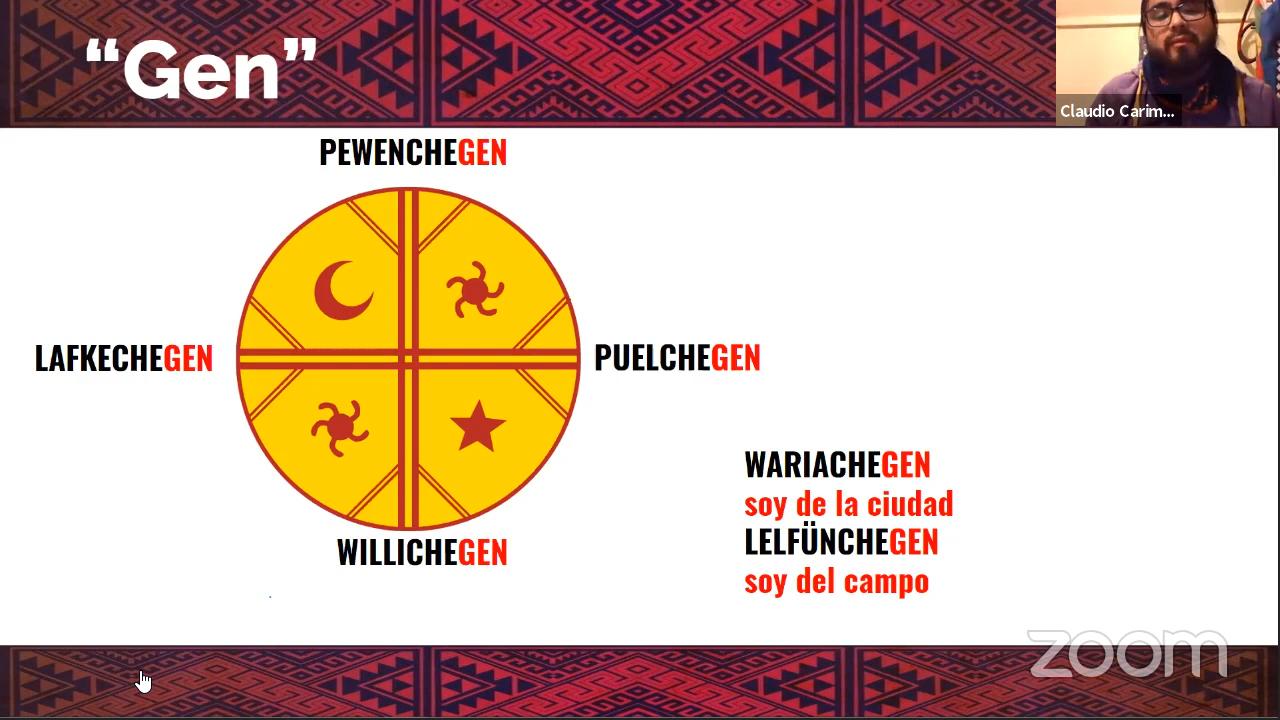 “Gen”
Claudio Carim...
PEWENCHEGEN
LAFKECHEGEN
PUELCHEGEN
WARIACHEGEN
soy de la ciudad
LELFÜNCHEGEN
soy del campo
WILLICHEGEN
zoom